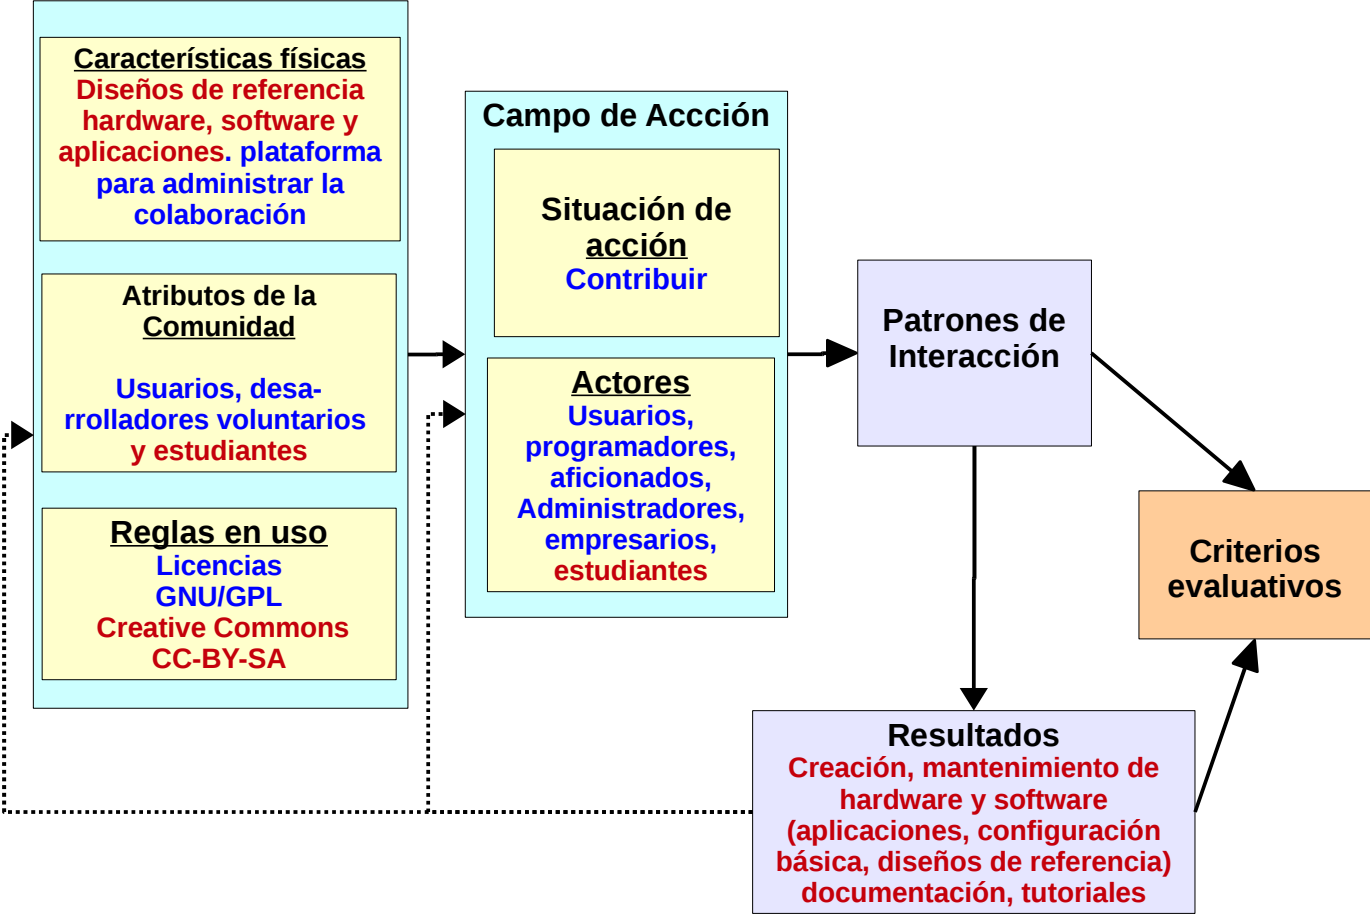 Características físicas
Diseños de referencia
hardware, software y
aplicaciones. plataforma
para administrar la
colaboración
Atributos de la
Comunidad
Usuarios, desa-
rrolladores voluntarios
y estudiantes
Reglas en uso
Licencias
GNU/GPL
Creative Commons
CC-BY-SA
Campo de Accción
Situación de
acción
Contribuir
Actores
Usuarios,
programadores,
aficionados,
Administradores,
empresarios,
estudiantes
Patrones de
Interacción
Criterios
evaluativos
Resultados
Creación, mantenimiento de
hardware y software
(aplicaciones, configuración
básica, diseños de referencia)
documentación, tutoriales